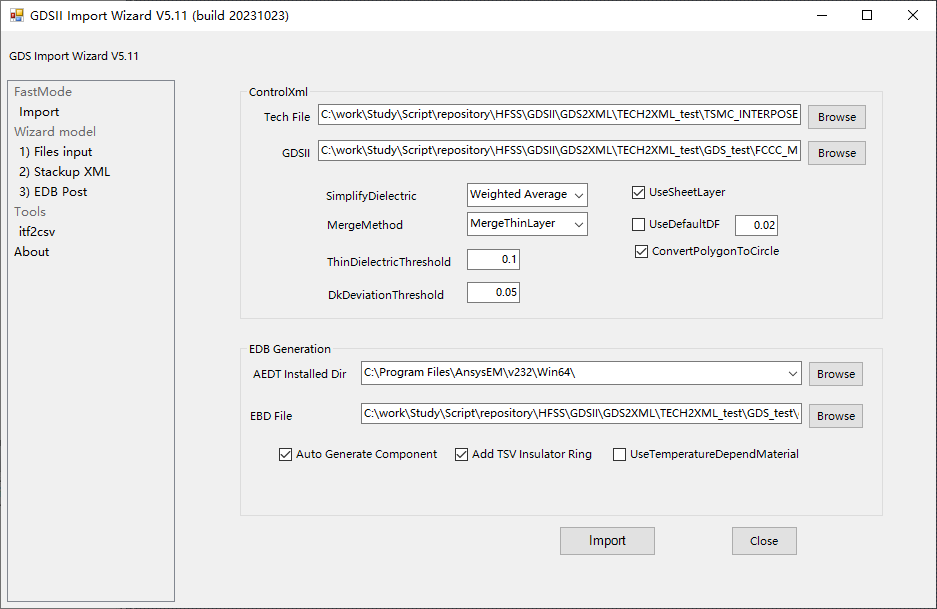 GDSII Import Wizard V5.11 (build 20231023)
GDS Import Wizard V5.11
FastMode
Import
Wizard model
1) Files input
2) Stackup XML
3) EDB Post
Tools
itf2csv
About
ControlXml
Tech File C:\work\Study\Script\repository\HFSS\GDSII\GDS2XML\TECH2XML_test\TSMC_INTERPOSE Browse
GDSII C:\work\Study\Script\repository\HFSS\GDSII\GDS2XML\TECH2XML_test\GDS_test\FCCC_M Browse
SimplifyDielectric Weighted Average UseSheetLayer
MergeMethod MergeThinLayer UseDefaultDF 0.02
ConvertPolygonToCircle
ThinDielectricThreshold 0.1
DkDeviationThreshold 0.05
EDB Generation
AEDT Installed Dir C:\Program Files\AnsysEM\v232\Win64\ Browse
EBD File C:\work\Study\Script\repository\HFSS\GDSII\GDS2XML\TECH2XML_test\GDS_test\ Browse
Auto Generate Component Add TSV Insulator Ring UseTemperatureDependMaterial
Import Close